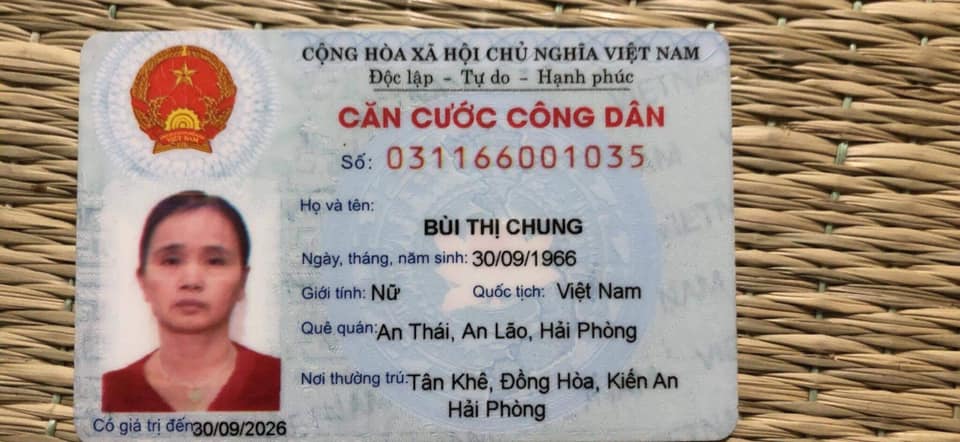 CỘNG HÒA XÃ HỘI CHỦ NGHĨA VIỆT NAM
Độc lập - Tự do - Hạnh phúc
CĂN CƯỚC CÔNG DÂN
Số: 031166001035
Họ và tên:
BÙI THỊ CHUNG
Ngày, tháng, năm sinh: 30/09/1966
Giới tính: Nữ Quốc tịch: Việt Nam
Quê quán: An Thái, An Lão, Hải Phòng
Nơi thường trú: Tân Khê, Đồng Hòa, Kiến An
Hải Phòng
Có giá trị đến 30/09/2026
VIỆT NAM